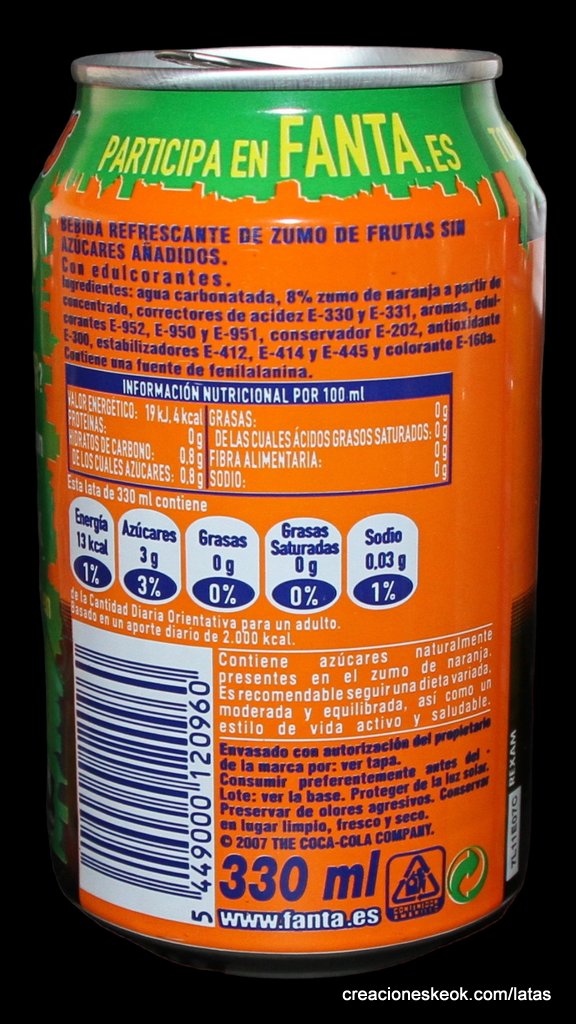 PARTICIPA EN FANTA.ES
BEBIDA REFRESCANTE DE ZUMO DE FRUTAS SIN
AZÚCARES AÑADIDOS.
Con edulcorantes.
Ingredientes: agua carbonatada, 8% zumo de naranja a partir de
concentrado, correctores de acidez E-330 y E-331, aromas, edul-
corantes E-952, E-950 y E-951, conservador E-202, antioxidante
E-300, estabilizadores E-412, E-414 y E-445 y colorante E-160a.
Contiene una fuente de fenilalanina.
INFORMACIÓN NUTRICIONAL POR 100 ml
VALOR ENERGÉTICO: 19 kJ. 4 kcal
PROTEÍNAS: 0 g
HIDRATOS DE CARBONO: 0.8 g
DE LOS CUALES AZÚCARES: 0,8 g
GRASAS: 0 g
DE LAS CUALES ÁCIDOS GRASOS SATURADOS: 0 g
FIBRA ALIMENTARIA: 0 g
SODIO: 0 g
Esta lata de 330 ml contiene
Energía 13 kcal 1%
Azúcares 3 g 3%
Grasas 0 g 0%
Grasas Saturadas 0 g 0%
Sodio 0.03 g 1%
de la Cantidad Diaria Orientativa para un adulto.
Basado en un aporte diario de 2.000 kcal.
Contiene azúcares naturalmente
presentes en el zumo de naranja.
Es recomendable seguir una dieta variada,
moderada y equilibrada, así como un
estilo de vida activo y saludable.
Envasado con autorización del propietario
de la marca por: ver tapa.
Consumir preferentemente antes del -
Lote: ver la base. Proteger de la luz solar.
Preservar de olores agresivos. Conservar
en lugar limpio, fresco y seco.
© 2007 THE COCA-COLA COMPANY.
330 ml
www.fanta.es
5 449000 120960
7L11E07G REXAM
creacioneskeok.com/latas